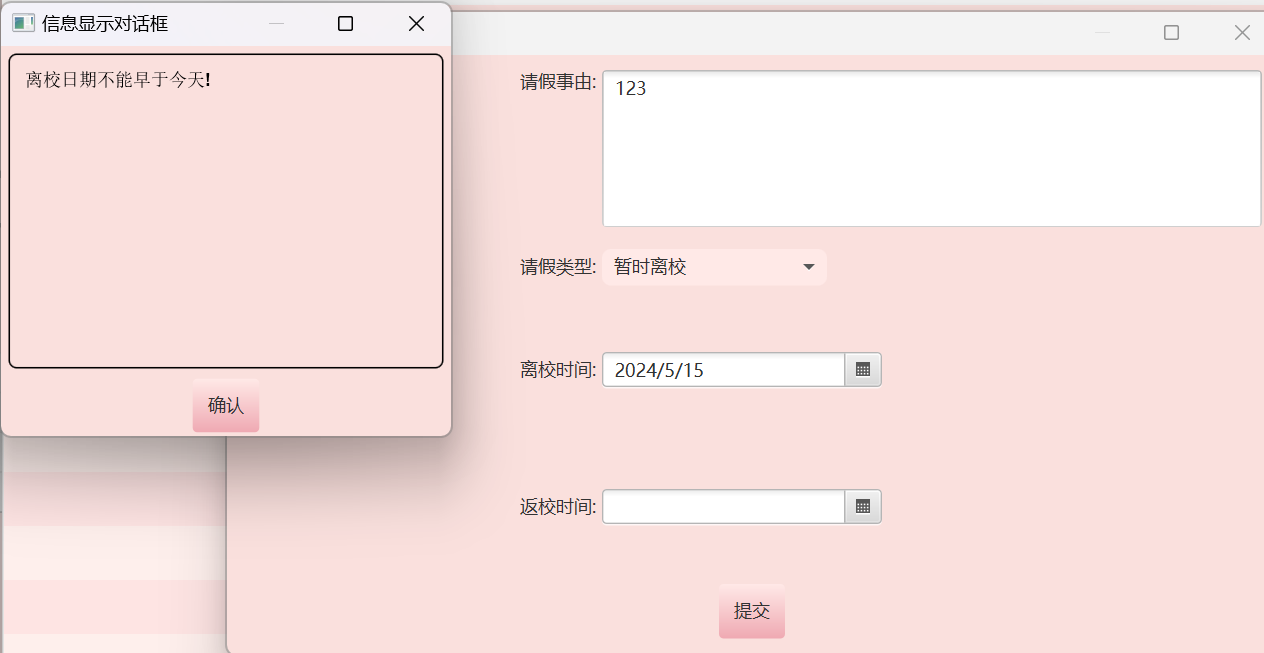 信息显示对话框
离校日期不能早于今天!
确认
请假事由:
123
请假类型:
暂时离校
离校时间:
2024/5/15
返校时间:
提交